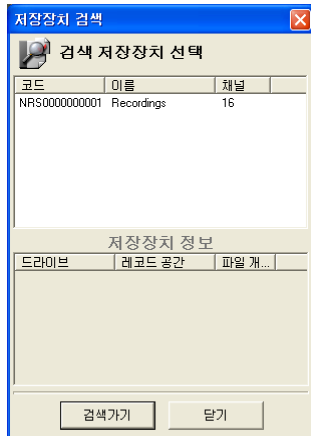 저장장치 검색
검색 저장장치 선택
코드 이름 채널
NRS0000000001 Recordings 16
저장장치 정보
드라이브 레코드 공간 파일 개...
검색가기 닫기